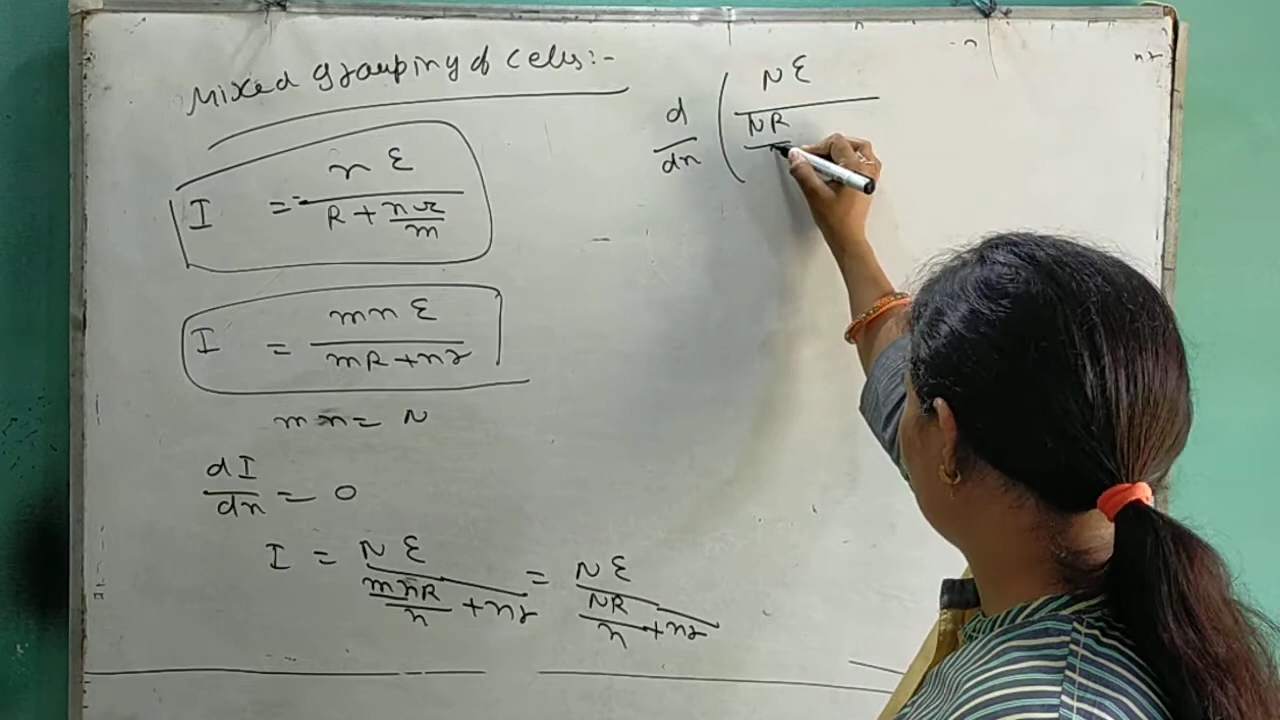 Mixed grouping of cells:-
I = nε / (R + nr/m)
I = mnε / (mR + nr)
mn = N
dI/dn = 0
I = Nε / (mnR/n + nr) = Nε / (NR/n + nr)
d/dn ( Nε / (NR/